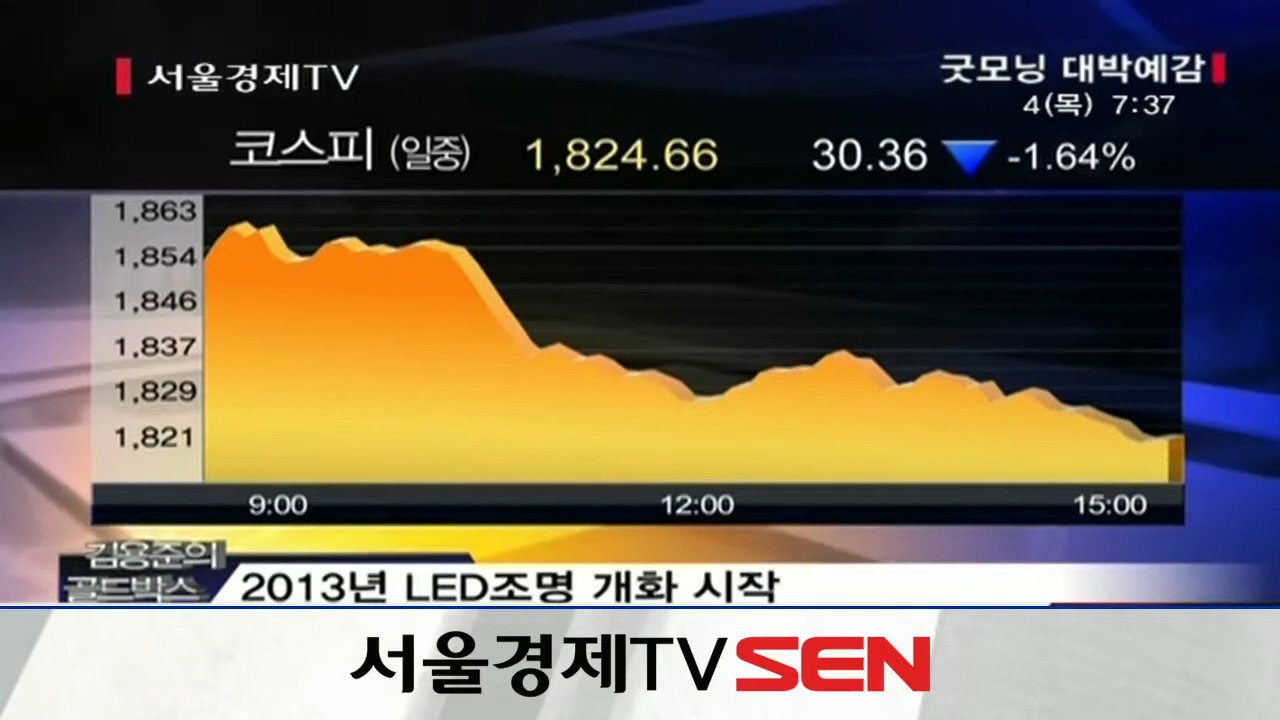 서울경제TV
굿모닝 대박예감
4(목) 7:37
코스피 (일중) 1,824.66 30.36 ▼ -1.64%
1,863
1,854
1,846
1,837
1,829
1,821
9:00 12:00 15:00
김용준의
골드박스
2013년 LED조명 개화 시작
서울경제TV SEN